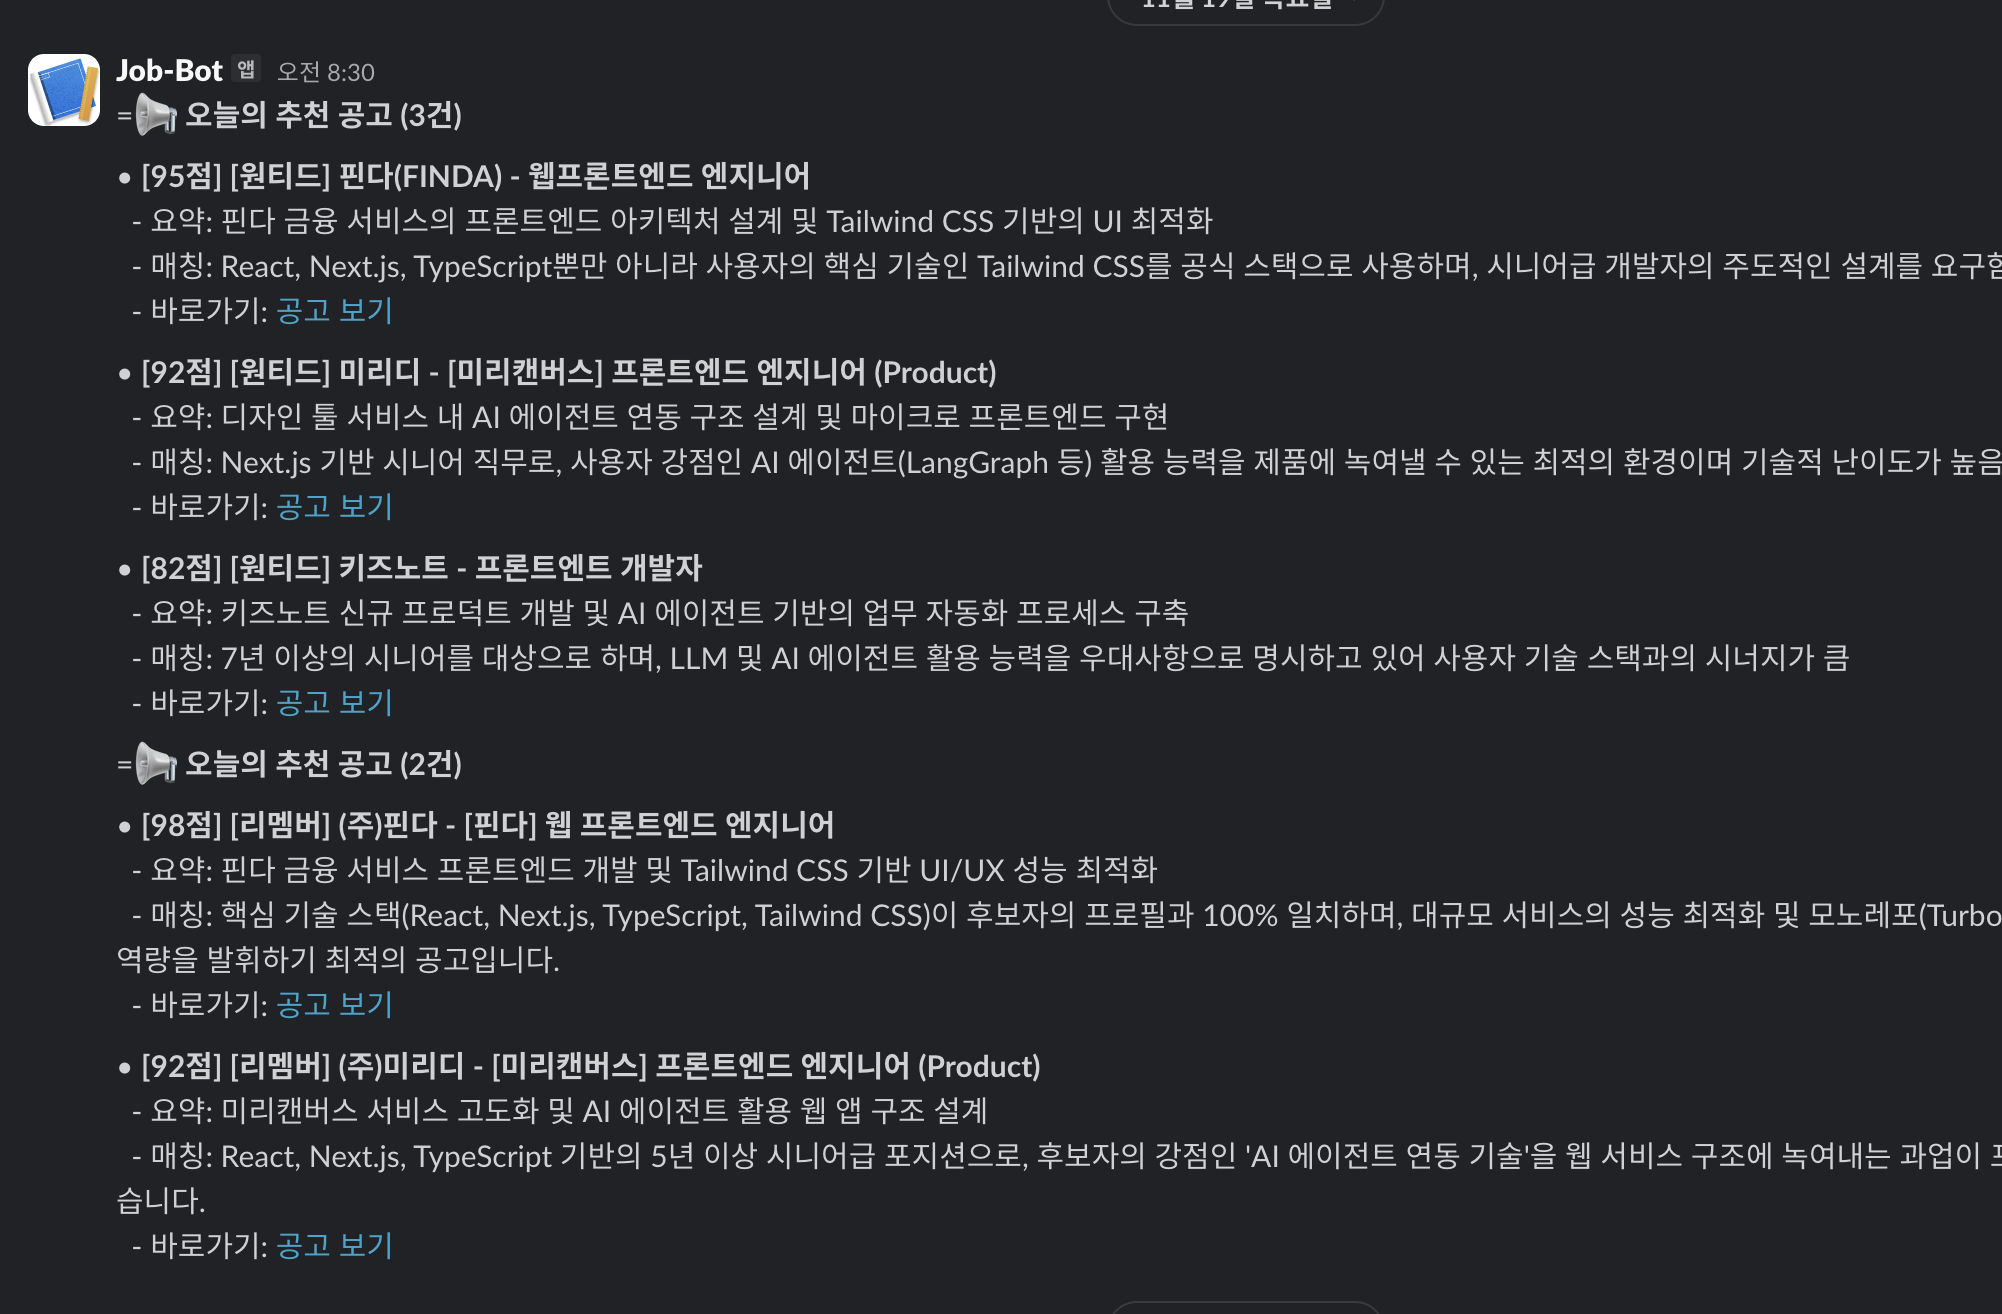 Job-Bot 앱 오전 8:30
= 오늘의 추천 공고 (3건)
• [95점] [원티드] 핀다(FINDA) - 웹프론트엔드 엔지니어
- 요약: 핀다 금융 서비스의 프론트엔드 아키텍처 설계 및 Tailwind CSS 기반의 UI 최적화
- 매칭: React, Next.js, TypeScript뿐만 아니라 사용자의 핵심 기술인 Tailwind CSS를 공식 스택으로 사용하며, 시니어급 개발자의 주도적인 설계를 요구함
- 바로가기: 공고 보기
• [92점] [원티드] 미리디 - [미리캔버스] 프론트엔드 엔지니어 (Product)
- 요약: 디자인 툴 서비스 내 AI 에이전트 연동 구조 설계 및 마이크로 프론트엔드 구현
- 매칭: Next.js 기반 시니어 직무로, 사용자 강점인 AI 에이전트(LangGraph 등) 활용 능력을 제품에 녹여낼 수 있는 최적의 환경이며 기술적 난이도가 높음
- 바로가기: 공고 보기
• [82점] [원티드] 키즈노트 - 프론트엔트 개발자
- 요약: 키즈노트 신규 프로덕트 개발 및 AI 에이전트 기반의 업무 자동화 프로세스 구축
- 매칭: 7년 이상의 시니어를 대상으로 하며, LLM 및 AI 에이전트 활용 능력을 우대사항으로 명시하고 있어 사용자 기술 스택과의 시너지가 큼
- 바로가기: 공고 보기
= 오늘의 추천 공고 (2건)
• [98점] [리멤버] (주)핀다 - [핀다] 웹 프론트엔드 엔지니어
- 요약: 핀다 금융 서비스 프론트엔드 개발 및 Tailwind CSS 기반 UI/UX 성능 최적화
- 매칭: 핵심 기술 스택(React, Next.js, TypeScript, Tailwind CSS)이 후보자의 프로필과 100% 일치하며, 대규모 서비스의 성능 최적화 및 모노레포(Turbo
역량을 발휘하기 최적의 공고입니다.
- 바로가기: 공고 보기
• [92점] [리멤버] (주)미리디 - [미리캔버스] 프론트엔드 엔지니어 (Product)
- 요약: 미리캔버스 서비스 고도화 및 AI 에이전트 활용 웹 앱 구조 설계
- 매칭: React, Next.js, TypeScript 기반의 5년 이상 시니어급 포지션으로, 후보자의 강점인 'AI 에이전트 연동 기술'을 웹 서비스 구조에 녹여내는 과업이
습니다.
- 바로가기: 공고 보기